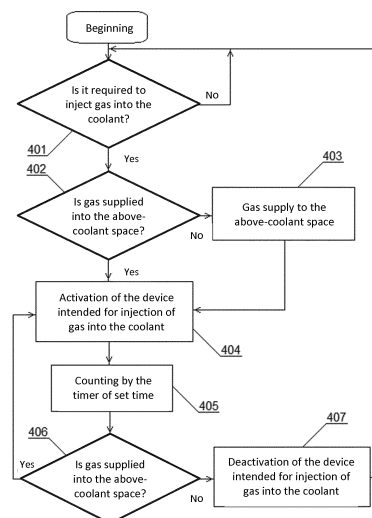 Beginning
Is it required to
inject gas into the
coolant?
No
401
Yes
402
403
Is gas supplied
into the above-
coolant space?
Gas supply to the
above-coolant space
No
Yes
Activation of the device
intended for injection of
gas into the coolant
404
Counting by the
timer of set time
405
406
407
Yes
Is gas supplied
into the above-
coolant space?
Deactivation of the device
intended for injection of
gas into the coolant
No